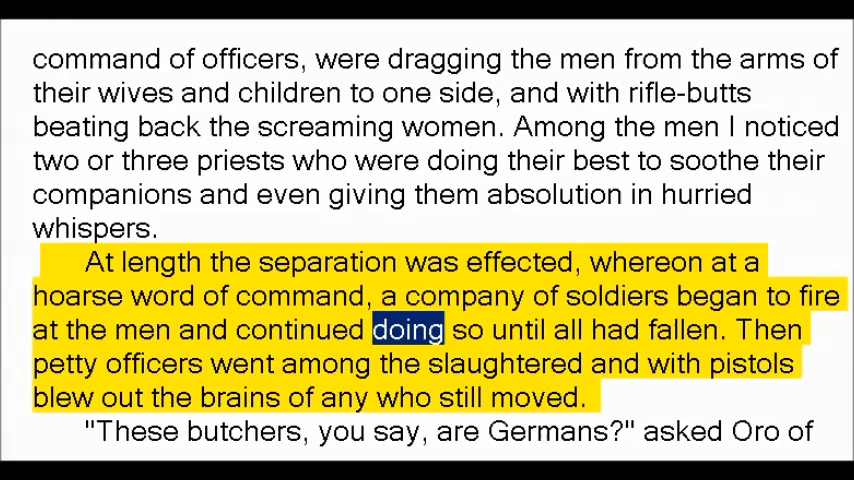 command of officers, were dragging the men from the arms of
their wives and children to one side, and with rifle-butts
beating back the screaming women. Among the men I noticed
two or three priests who were doing their best to soothe their
companions and even giving them absolution in hurried
whispers.
At length the separation was effected, whereon at a
hoarse word of command, a company of soldiers began to fire
at the men and continued doing so until all had fallen. Then
petty officers went among the slaughtered and with pistols
blew out the brains of any who still moved.
"These butchers, you say, are Germans?" asked Oro of